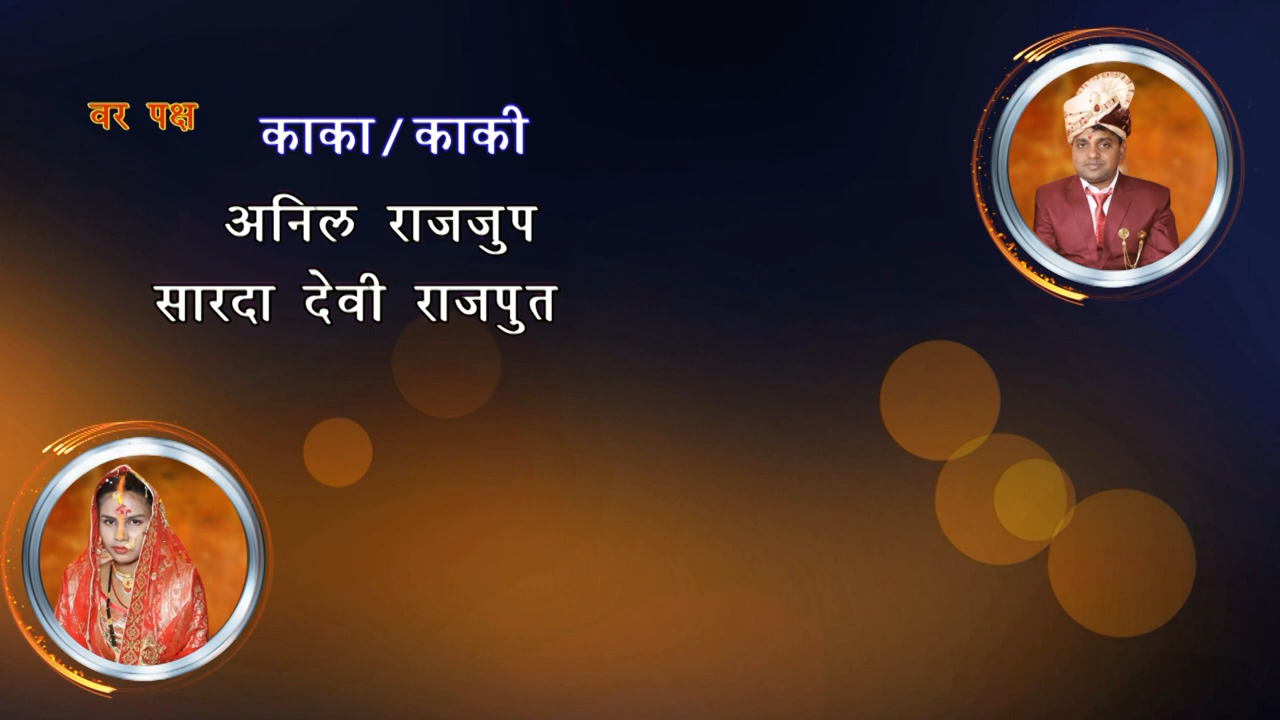 वर पक्ष
काका / काकी
अनिल राजजुप
सारदा देवी राजपुत